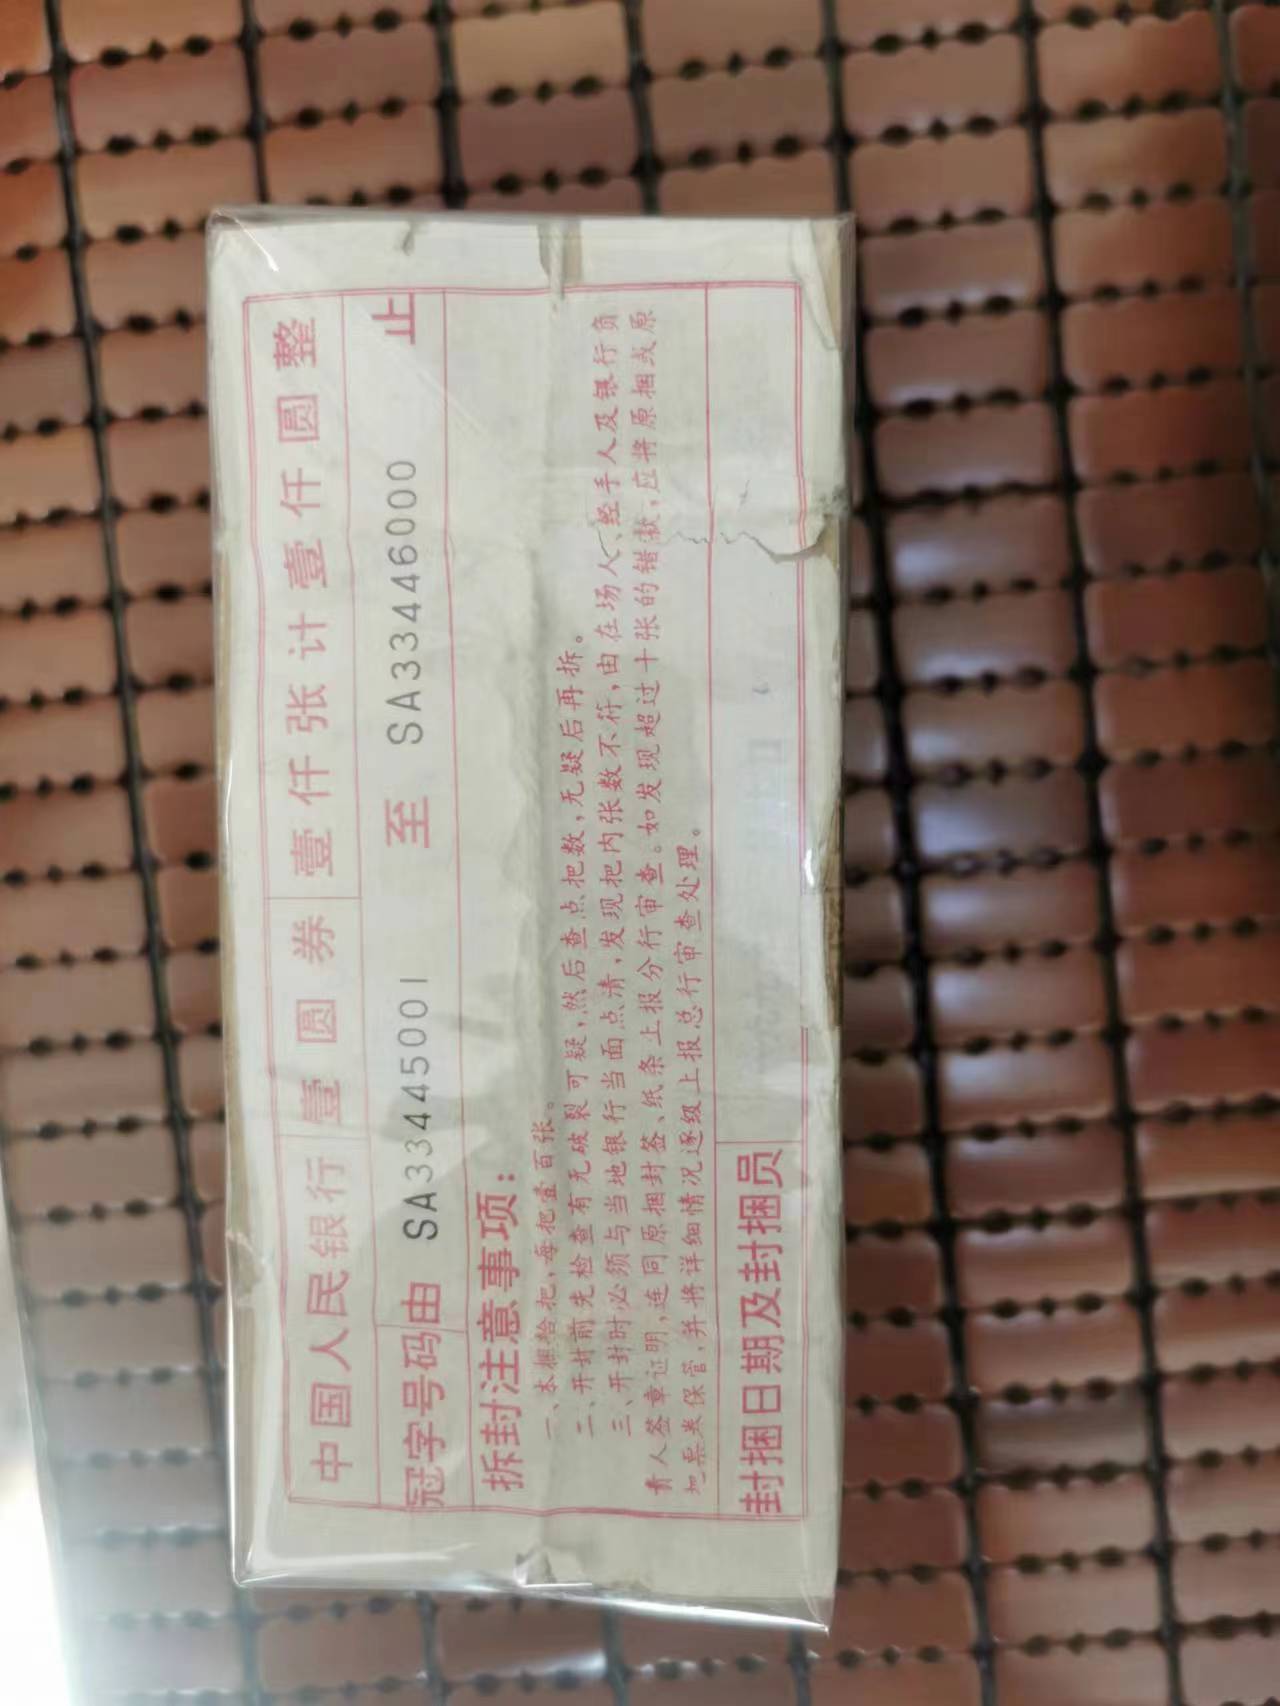 中国人民银行 壹圆券 壹仟张计壹仟圆整
冠字号码由 SA33445001 至 SA33446000 止
拆封注意事项：
一、本捆拾把，每把壹百张。
二、开封前先检查有无破裂可疑，然后查点把数，无疑后再拆。
三、开封时必须与当地银行当面点清，发现把内张数不符，由在场人、经手人及银行负
责人签章证明，连同原捆封签、纸条上报分行审查。如发现超过十张的错款，应将原捆或原
把票券保管，并将详细情况逐级上报总行审查处理。
封捆日期及封捆员